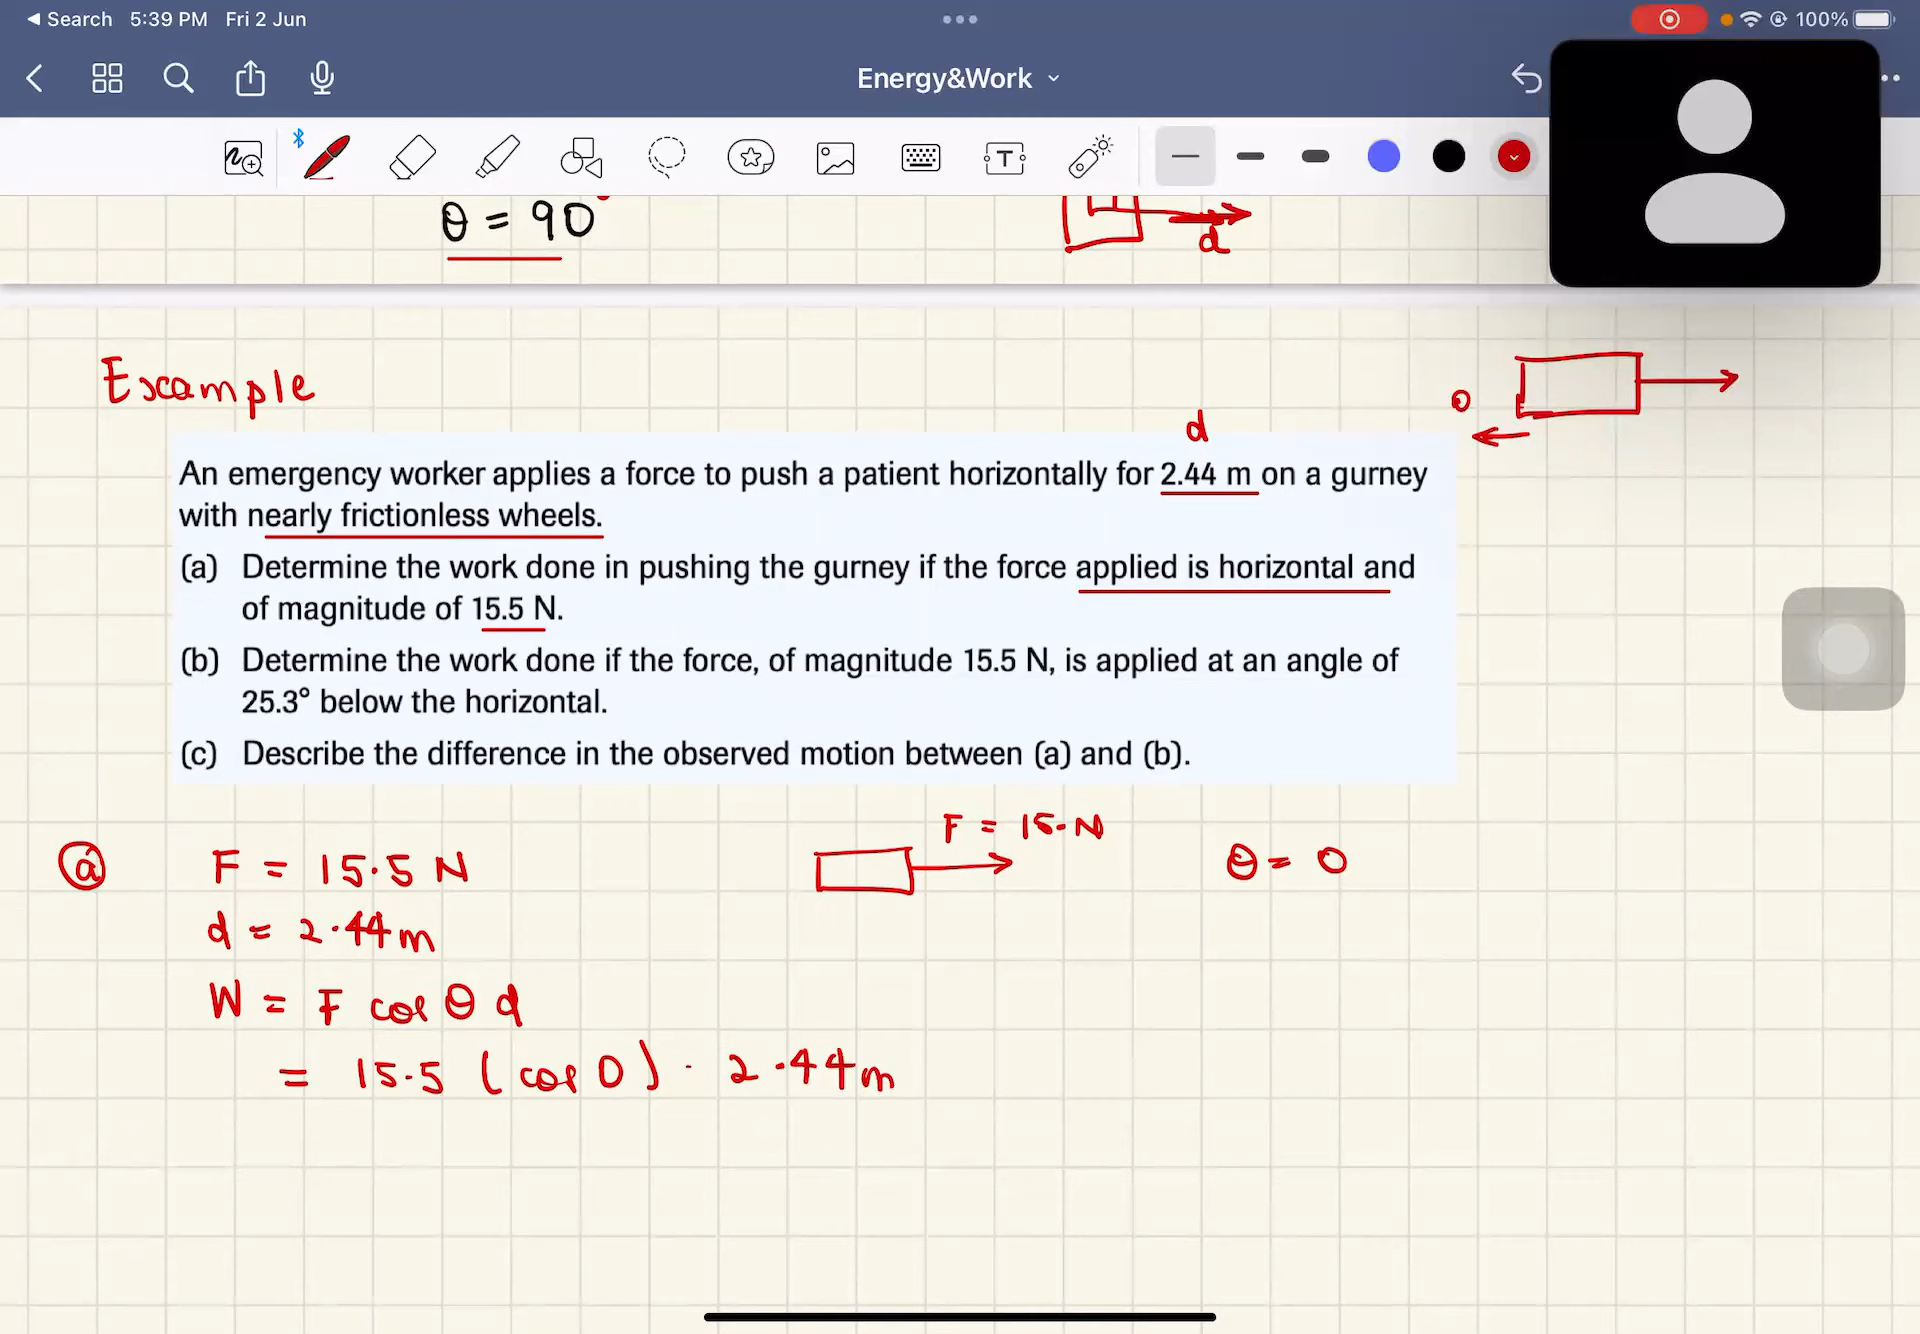 Search 5:39 PM Fri 2 Jun
100%
Energy&Work
T
θ = 90°
d
Example
d
0
An emergency worker applies a force to push a patient horizontally for 2.44 m on a gurney
with nearly frictionless wheels.
(a) Determine the work done in pushing the gurney if the force applied is horizontal and
of magnitude of 15.5 N.
(b) Determine the work done if the force, of magnitude 15.5 N, is applied at an angle of
25.3° below the horizontal.
(c) Describe the difference in the observed motion between (a) and (b).
F = 15. N
ⓐ F = 15.5 N
θ = 0
d = 2.44 m
W = F cos θ d
= 15.5 (cos 0) · 2.44 m